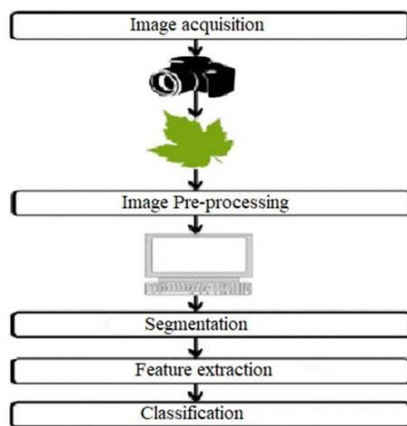 Image acquisition
Image Pre-processing
Segmentation
Feature extraction
Classification